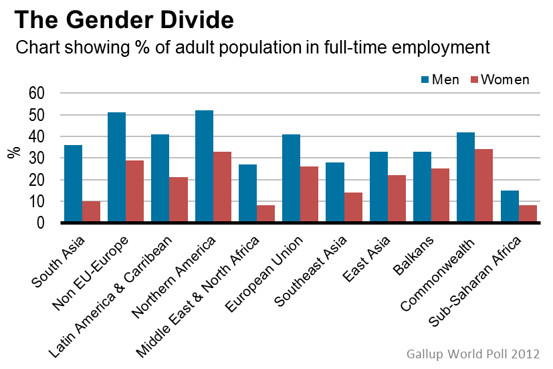 The Gender Divide
Chart showing % of adult population in full-time employment
Men Women
%
60
50
40
30
20
10
0
South Asia
Non EU-Europe
Latin America & Carribean
Northern America
Middle East & North Africa
European Union
Southeast Asia
East Asia
Balkans
Commonwealth
Sub-Saharan Africa
Gallup World Poll 2012